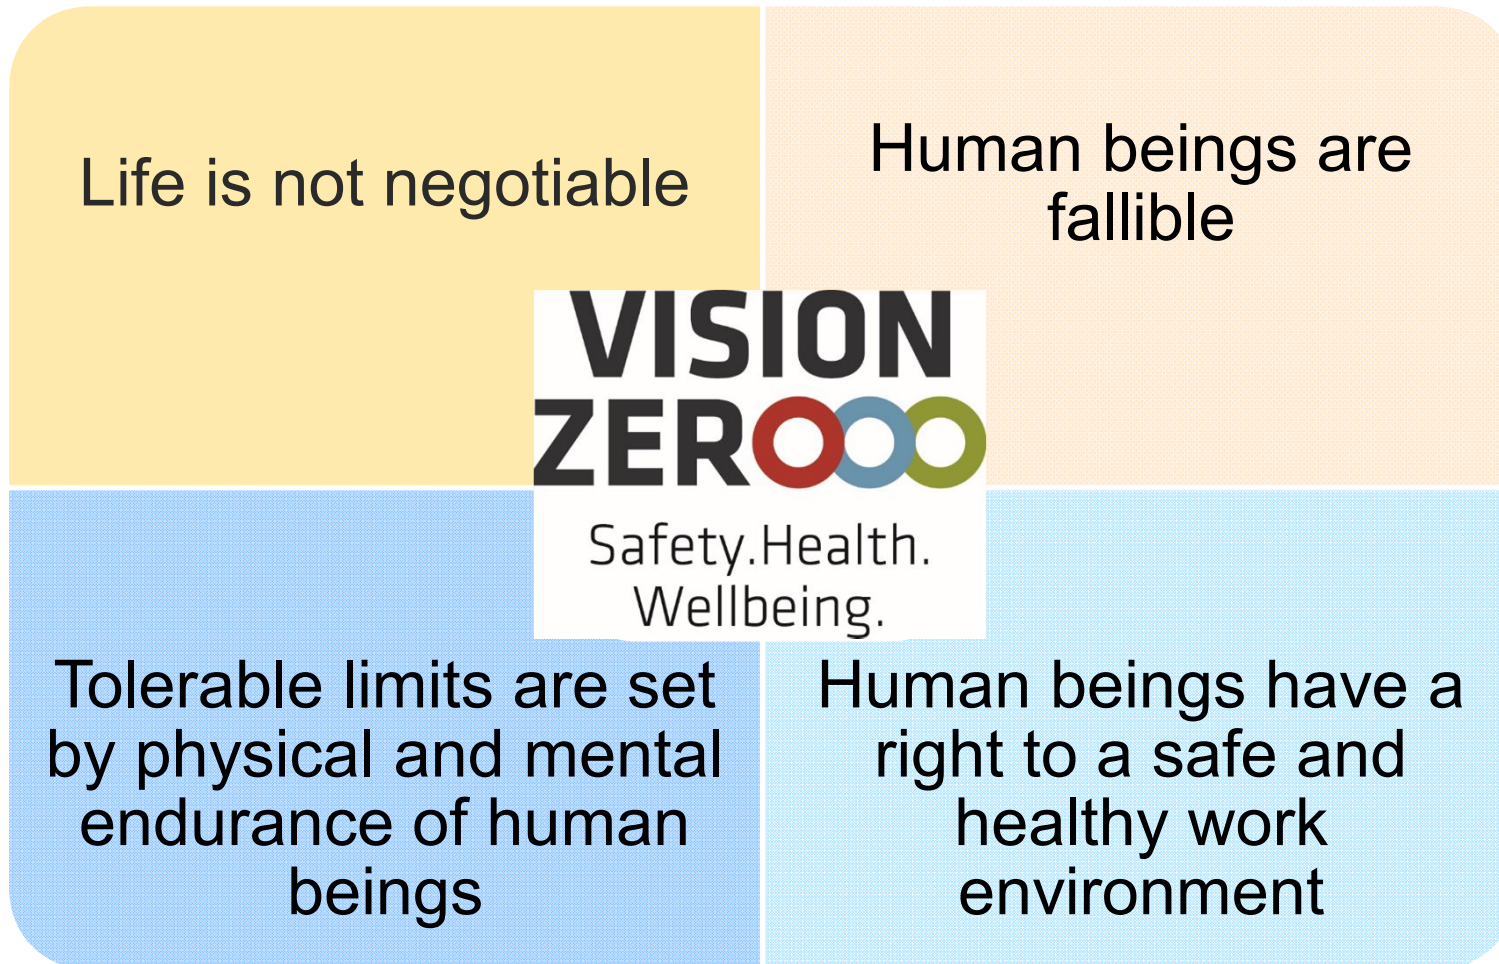 Life is not negotiable
Human beings are
fallible
VISION
ZEROOO
Safety.Health.
Wellbeing.
Tolerable limits are set
by physical and mental
endurance of human
beings
Human beings have a
right to a safe and
healthy work
environment